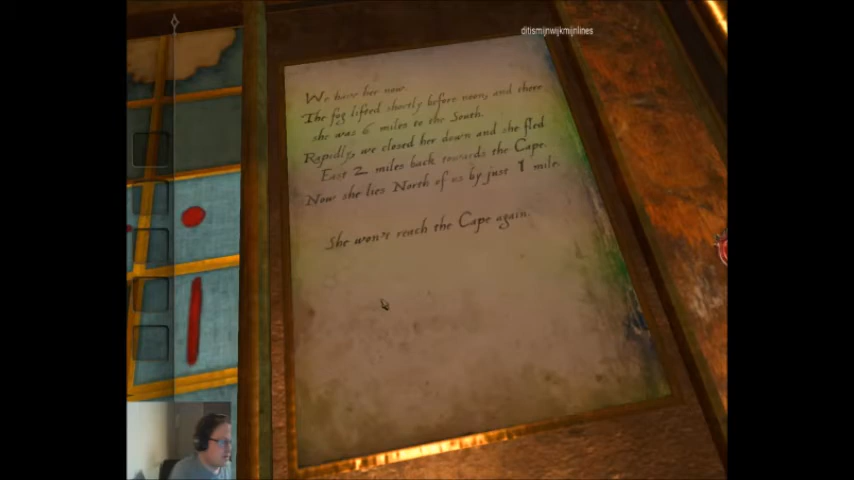 ditismijnwijkmijnlines
We have her now.
The fog lifted shortly before noon, and there
she was 6 miles to the South.
Rapidly, we closed her down and she fled
East 2 miles back towards the Cape.
Now she lies North of us by just 1 mile.
She won't reach the Cape again.